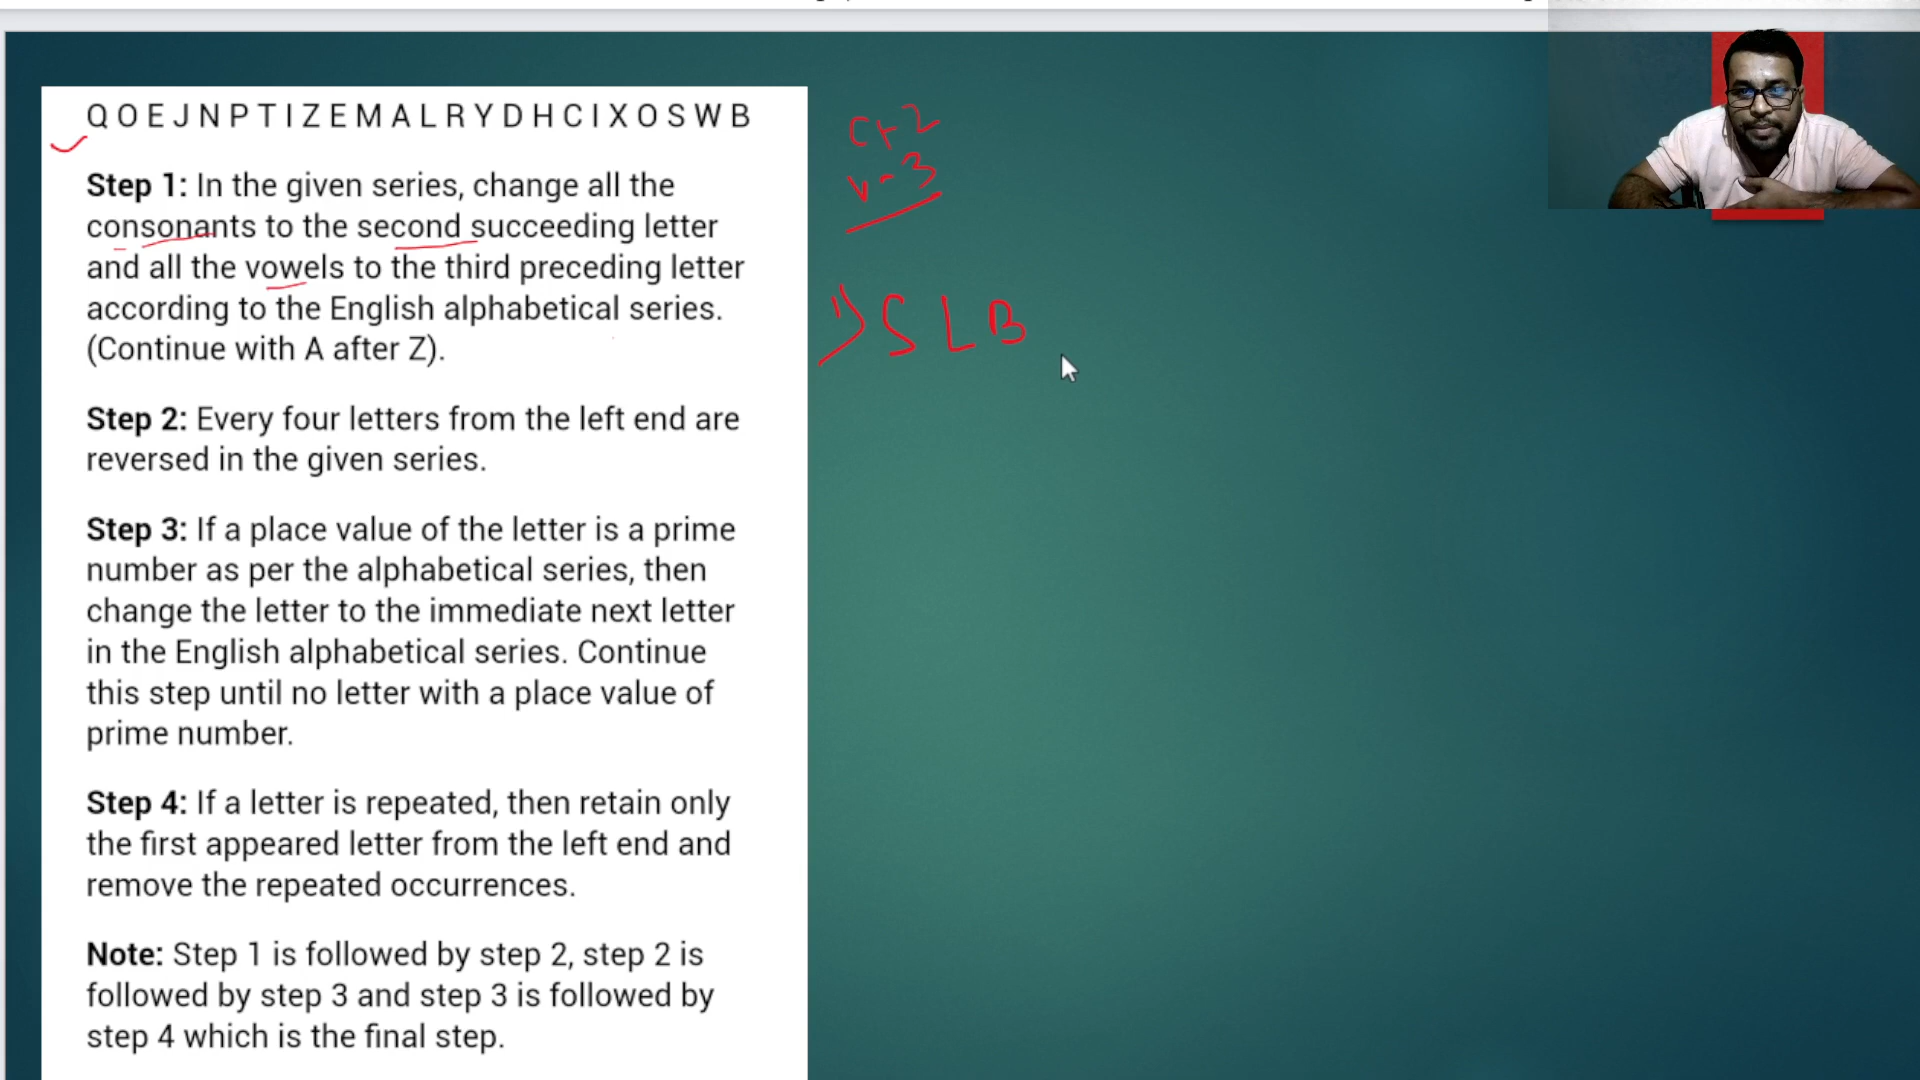 Q O E J N P T I Z E M A L R Y D H C I X O S W B
Step 1: In the given series, change all the
consonants to the second succeeding letter
and all the vowels to the third preceding letter
according to the English alphabetical series.
(Continue with A after Z).
Step 2: Every four letters from the left end are
reversed in the given series.
Step 3: If a place value of the letter is a prime
number as per the alphabetical series, then
change the letter to the immediate next letter
in the English alphabetical series. Continue
this step until no letter with a place value of
prime number.
Step 4: If a letter is repeated, then retain only
the first appeared letter from the left end and
remove the repeated occurrences.
Note: Step 1 is followed by step 2, step 2 is
followed by step 3 and step 3 is followed by
step 4 which is the final step.
C+2
V-3
1) S L B